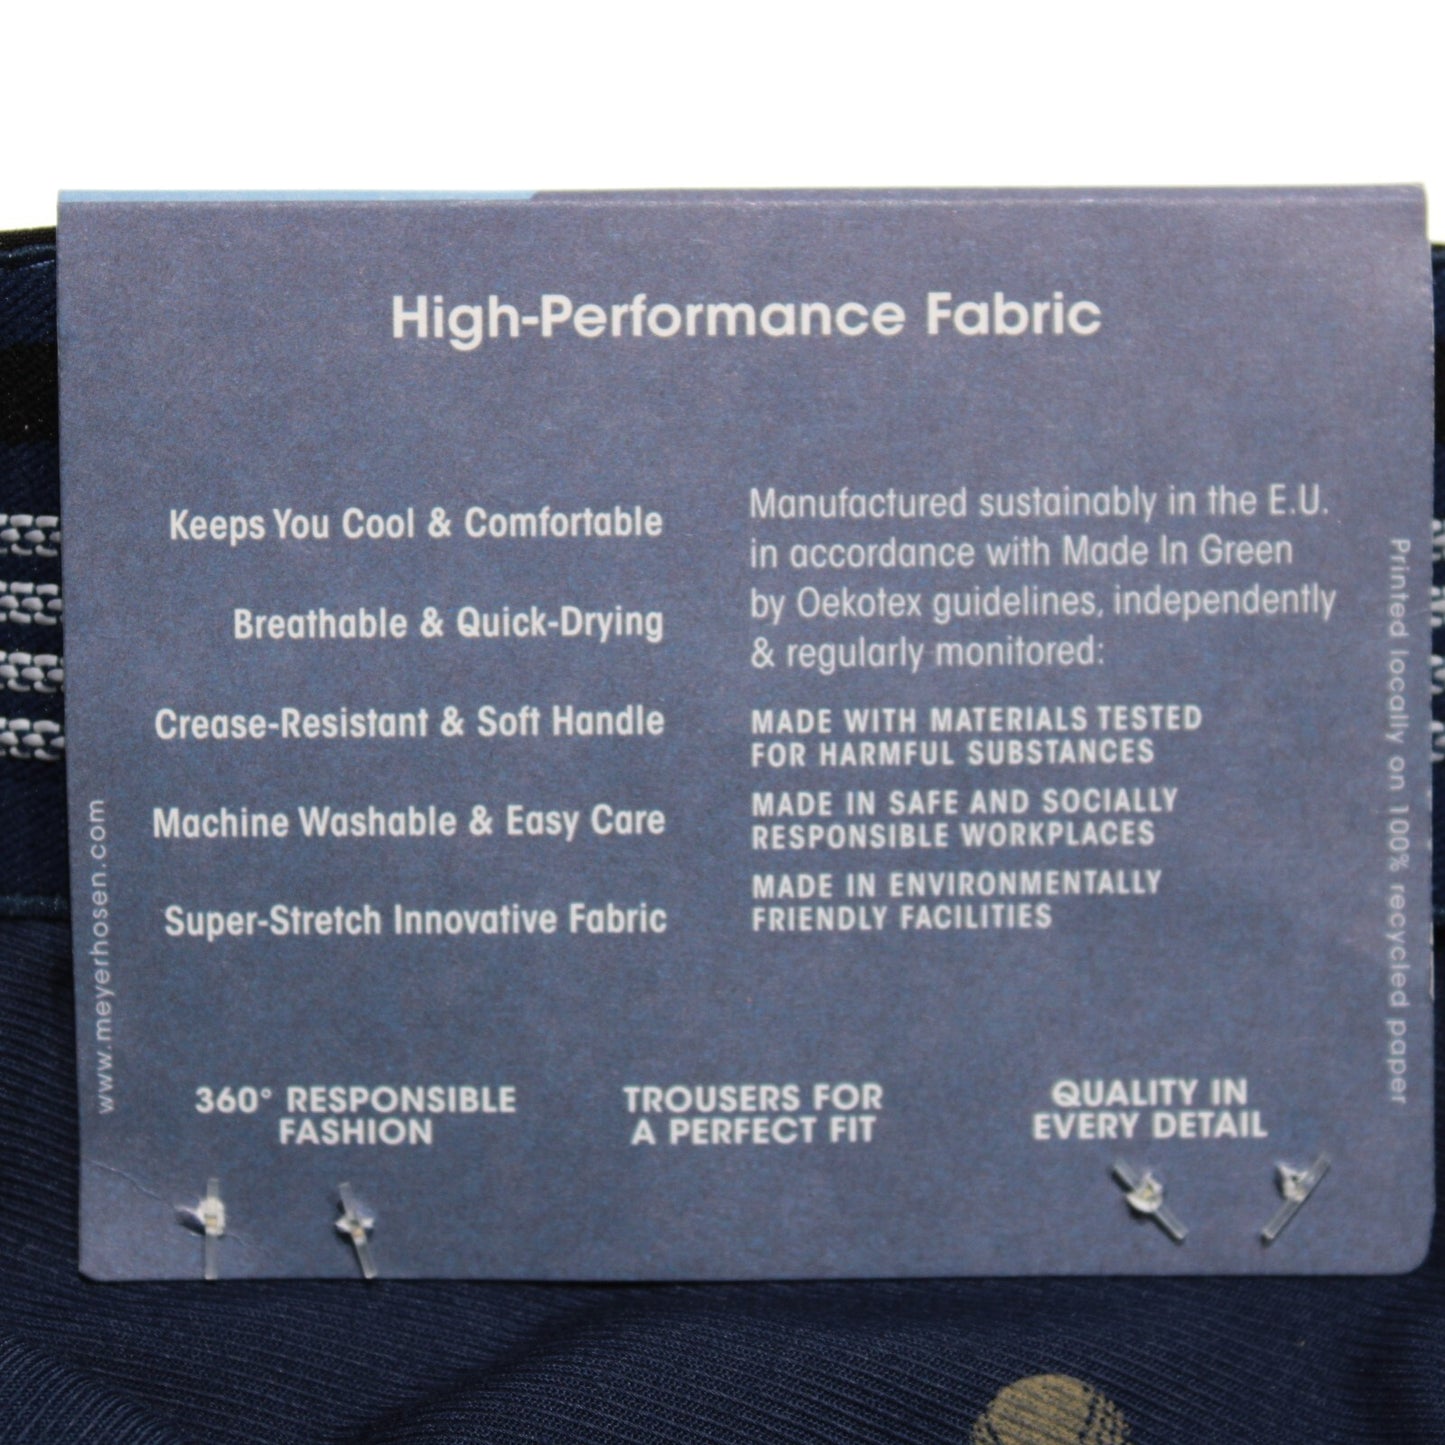 High-Performance Fabric
Keeps You Cool & Comfortable
Breathable & Quick-Drying
Crease-Resistant & Soft Handle
Machine Washable & Easy Care
Super-Stretch Innovative Fabric
Manufactured sustainably in the E.U.
in accordance with Made In Green
by Oekotex guidelines, independently
& regularly monitored:
MADE WITH MATERIALS TESTED
FOR HARMFUL SUBSTANCES
MADE IN SAFE AND SOCIALLY
RESPONSIBLE WORKPLACES
MADE IN ENVIRONMENTALLY
FRIENDLY FACILITIES
360° RESPONSIBLE
FASHION
TROUSERS FOR
A PERFECT FIT
QUALITY IN
EVERY DETAIL
www.meyerhosen.com
Printed locally on 100% recycled paper